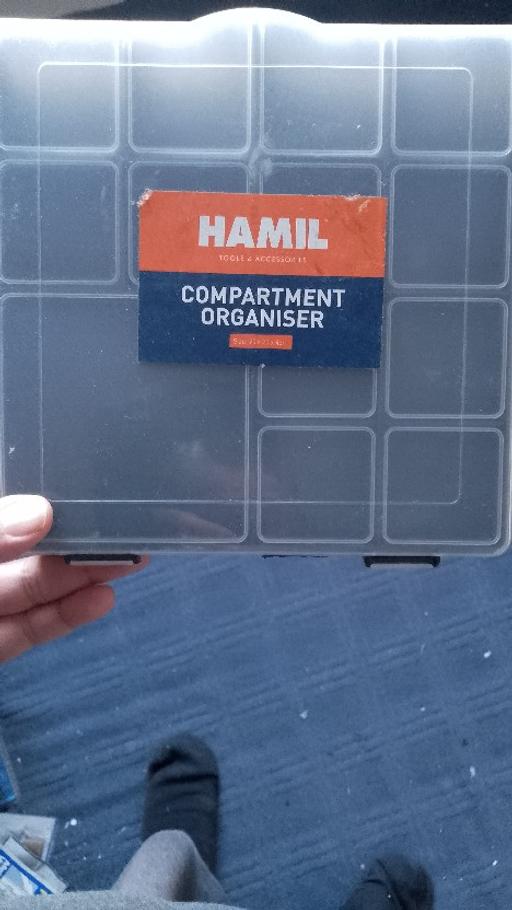 HAMIL
TOOLS & ACCESSORIES
COMPARTMENT
ORGANISER